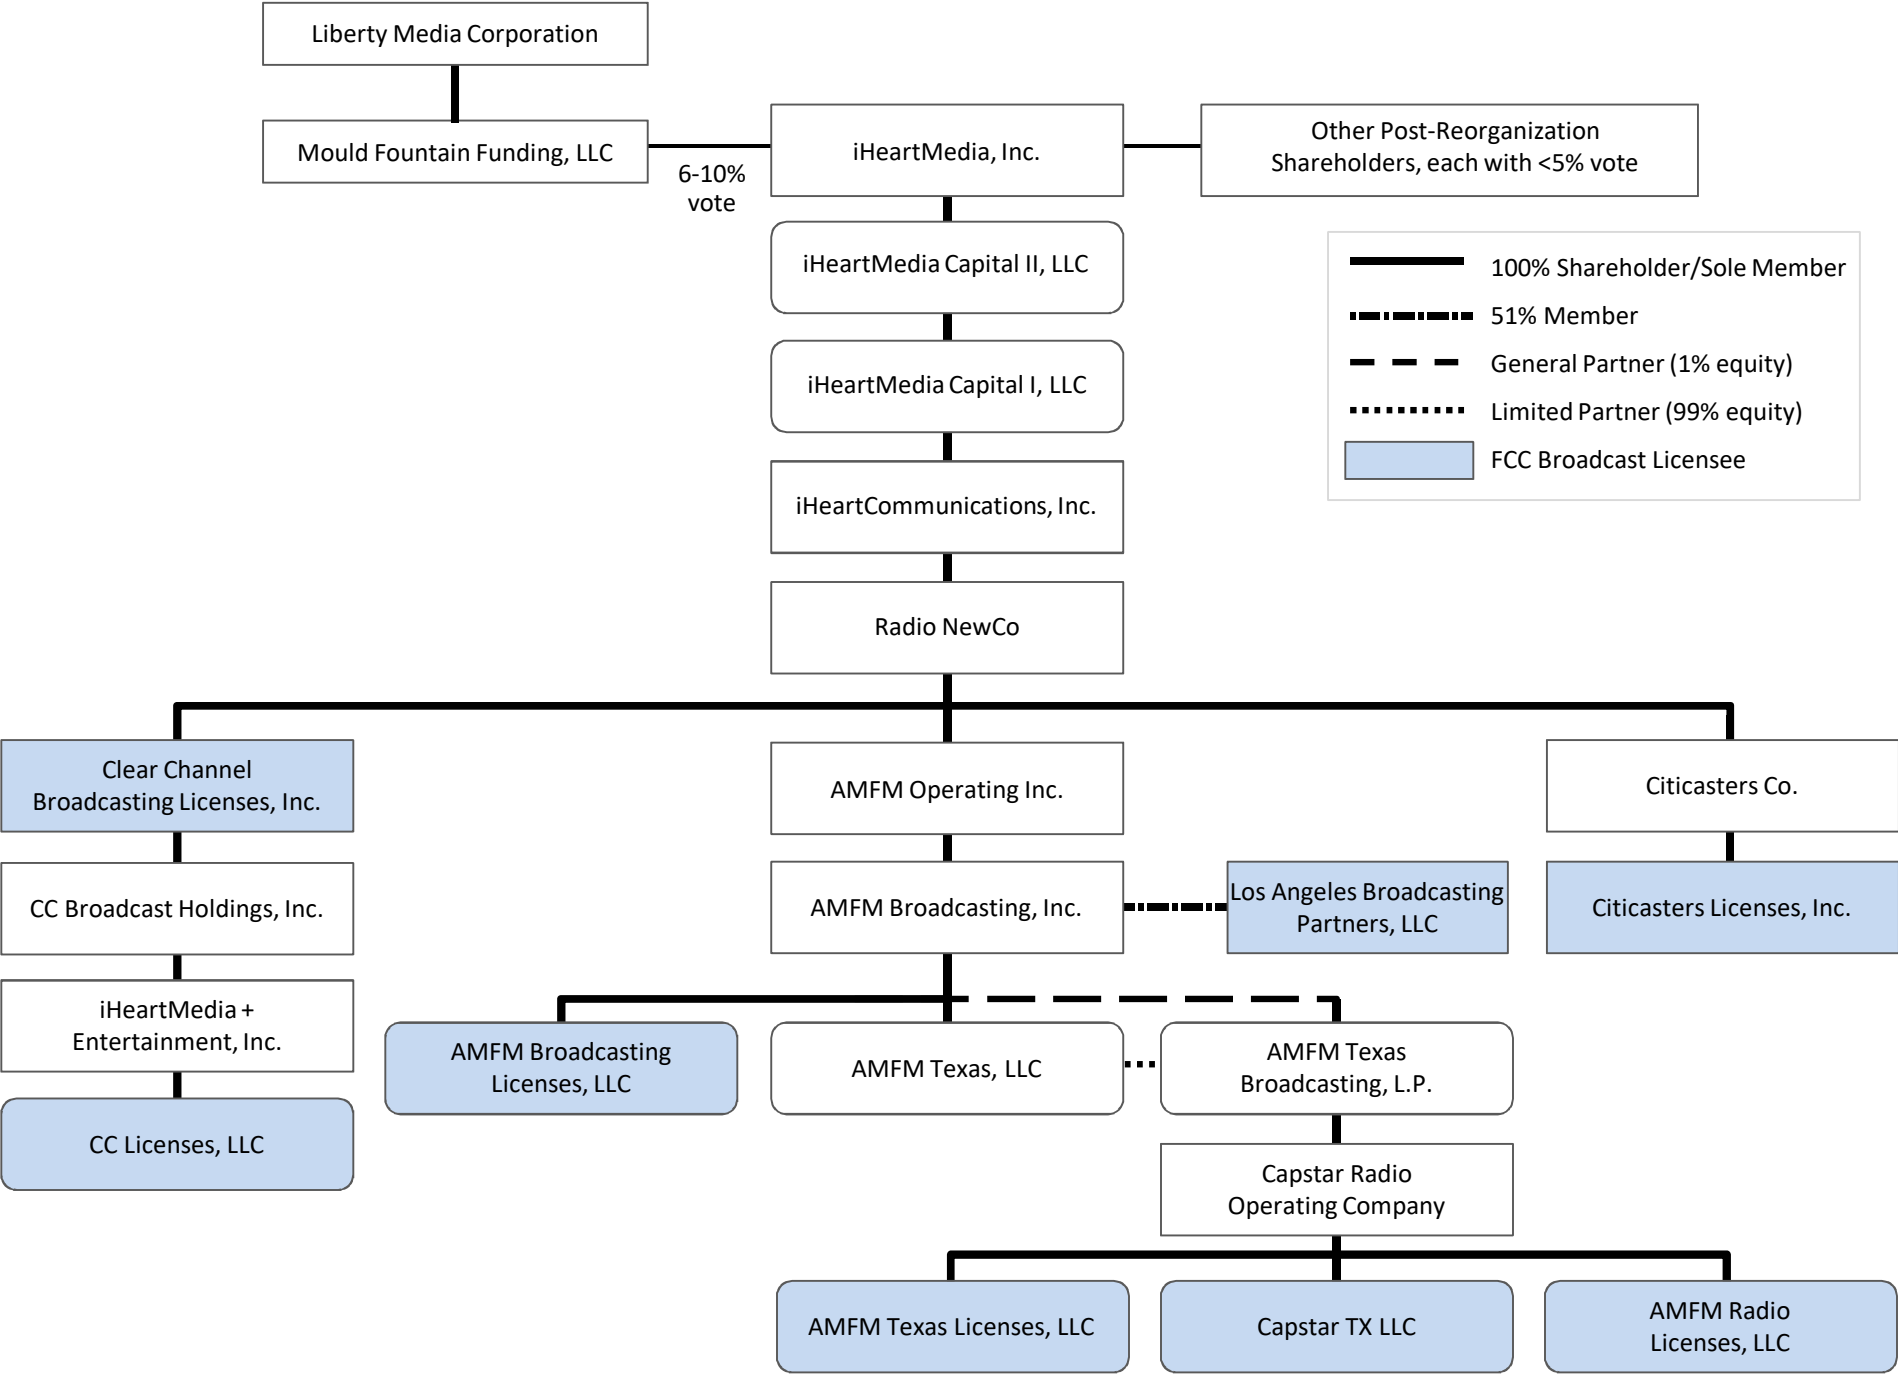 Liberty Media Corporation
Mould Fountain Funding, LLC
6-10%
vote
iHeartMedia, Inc.
Other Post-Reorganization
Shareholders, each with <5% vote
iHeartMedia Capital II, LLC
100% Shareholder/Sole Member
51% Member
General Partner (1% equity)
Limited Partner (99% equity)
FCC Broadcast Licensee
iHeartMedia Capital I, LLC
iHeartCommunications, Inc.
Radio NewCo
Clear Channel
Broadcasting Licenses, Inc.
AMFM Operating Inc.
Citicasters Co.
CC Broadcast Holdings, Inc.
AMFM Broadcasting, Inc.
Los Angeles Broadcasting
Partners, LLC
Citicasters Licenses, Inc.
iHeartMedia +
Entertainment, Inc.
AMFM Broadcasting
Licenses, LLC
AMFM Texas, LLC
AMFM Texas
Broadcasting, L.P.
CC Licenses, LLC
Capstar Radio
Operating Company
AMFM Texas Licenses, LLC
Capstar TX LLC
AMFM Radio
Licenses, LLC